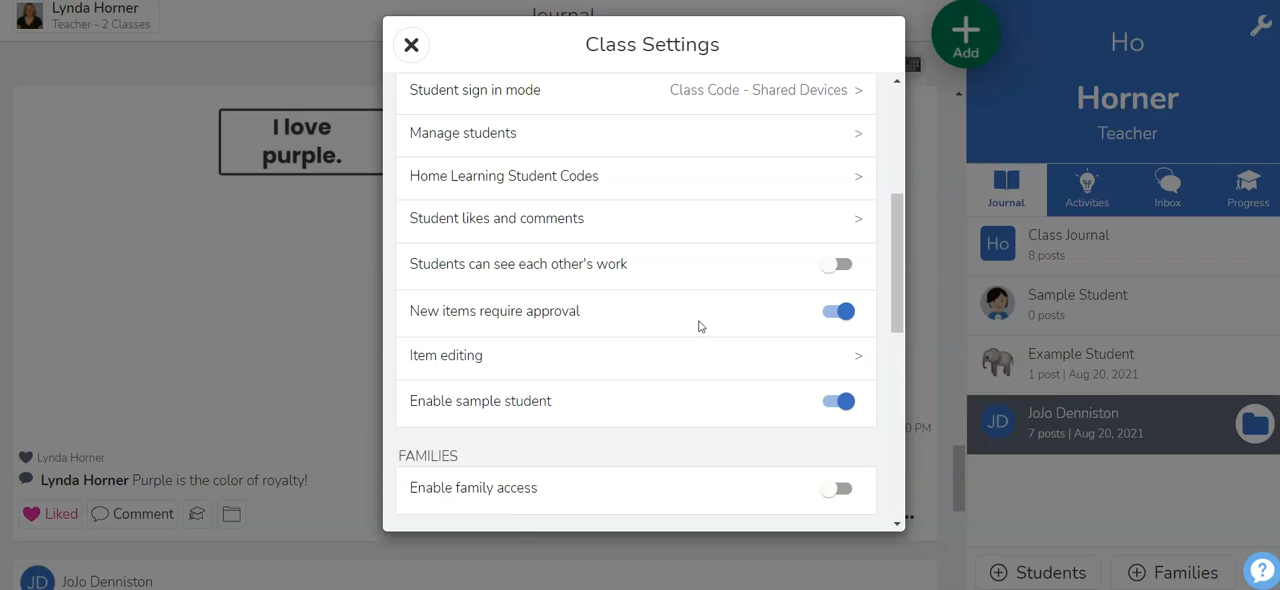 Lynda Horner
Teacher - 2 Classes
Journal
I love
purple.
Lynda Horner
Lynda Horner Purple is the color of royalty!
Liked
Comment
JD
JoJo Denniston
0 PM
...
Class Settings
Student sign in mode
Class Code - Shared Devices >
Manage students >
Home Learning Student Codes >
Student likes and comments >
Students can see each other's work
New items require approval
Item editing >
Enable sample student
FAMILIES
Enable family access
+
Add
Ho
Horner
Teacher
Journal
Activities
Inbox
Progress
Ho
Class Journal
8 posts
Sample Student
0 posts
Example Student
1 post | Aug 20, 2021
JD
JoJo Denniston
7 posts | Aug 20, 2021
Students
Families
?